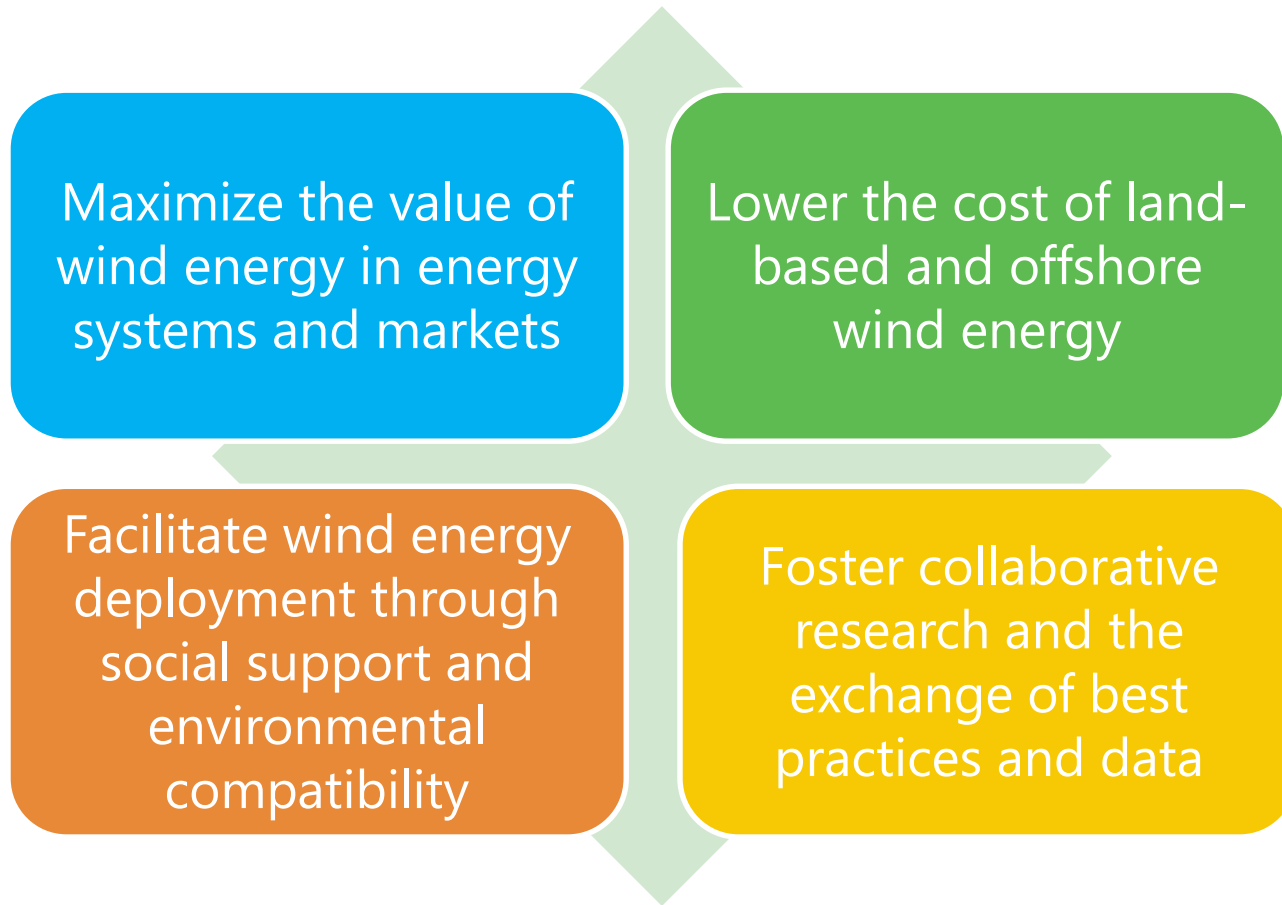 Maximize the value of
wind energy in energy
systems and markets
Lower the cost of land-
based and offshore
wind energy
Facilitate wind energy
deployment through
social support and
environmental
compatibility
Foster collaborative
research and the
exchange of best
practices and data